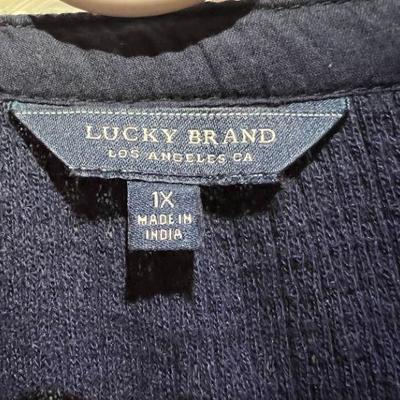 LUCKY BRAND
LOS ANGELES CA
1X
MADE IN
INDIA